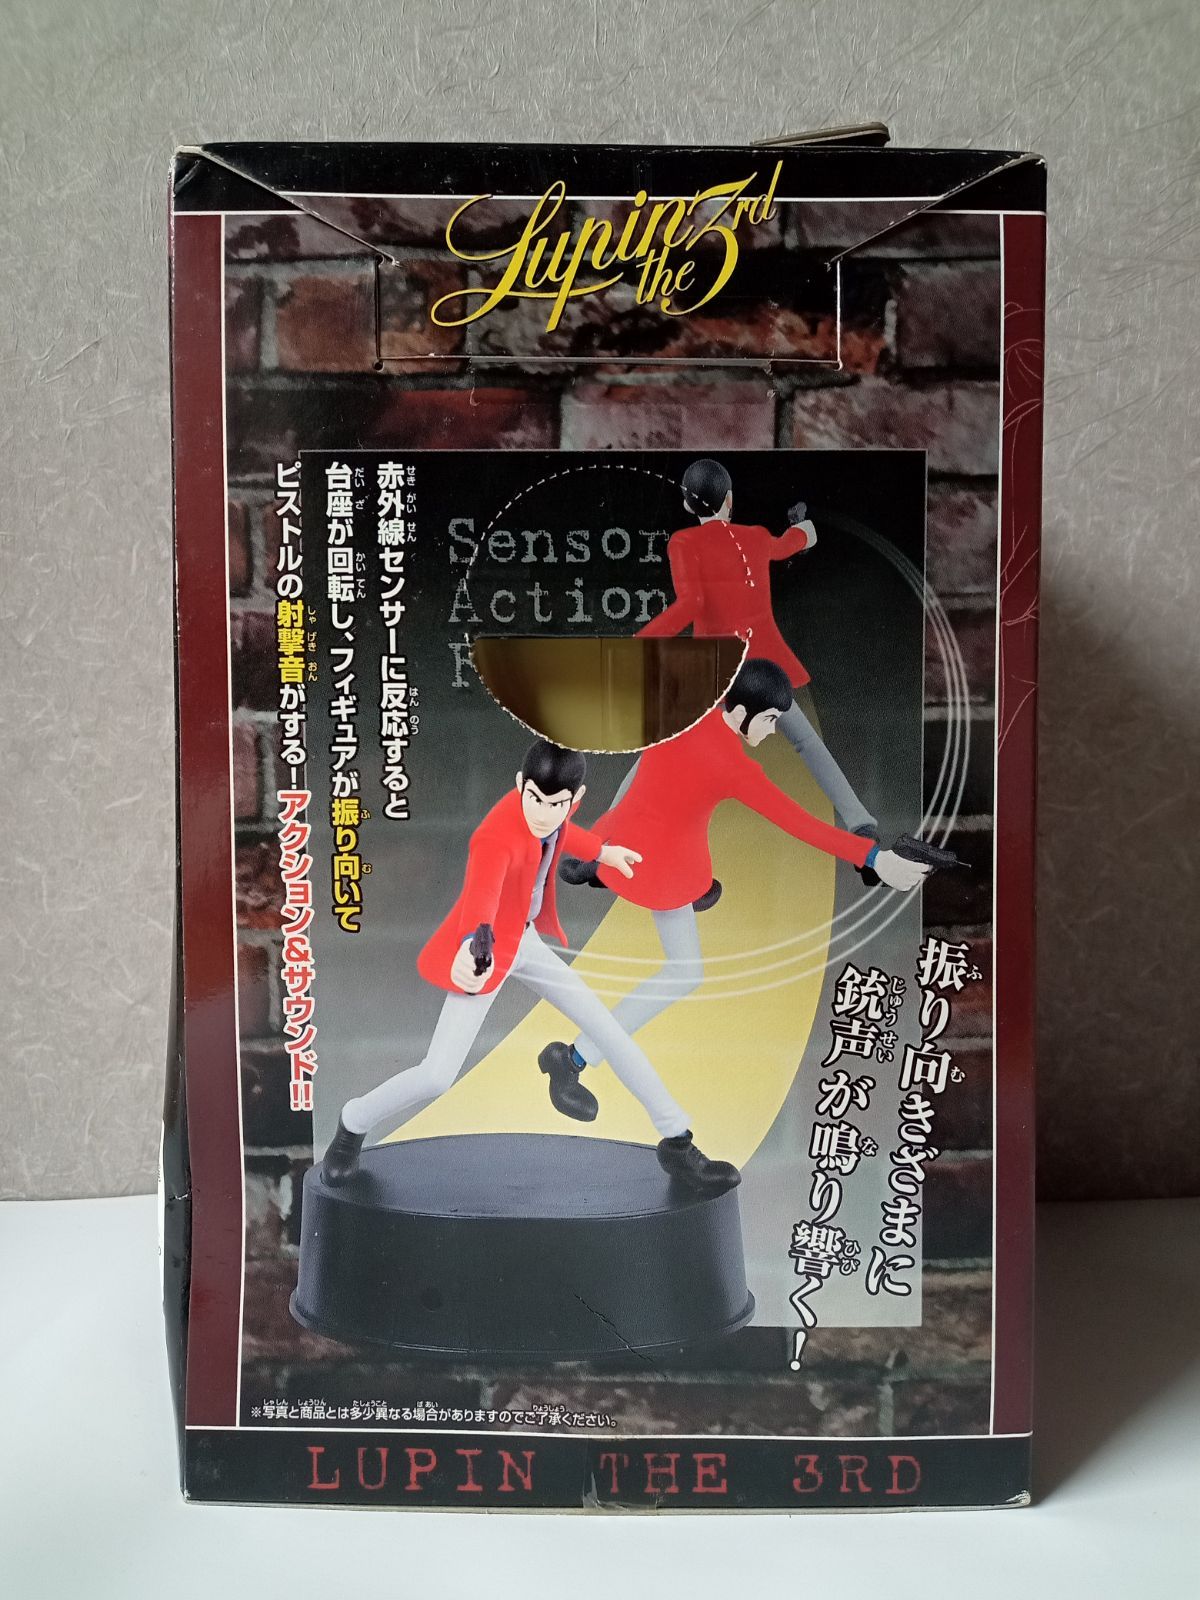 Lupin the 3rd
Sensor
Action
F
赤外線センサーに反応すると
台座が回転し、フィギュアが振り向いて
ピストルの射撃音がする！アクション&サウンド!!
振り向きざまに
銃声が鳴り響く！
※写真と商品とは多少異なる場合がありますのでご了承ください。
LUPIN THE 3RD